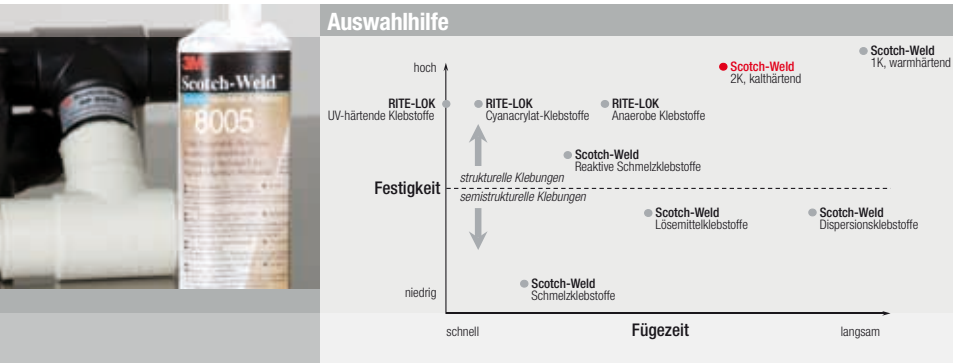 3M
Scotch-Weld™
8005
Auswahlhilfe
hoch
Scotch-Weld
1K, warmhärtend
Scotch-Weld
2K, kalthärtend
RITE-LOK
UV-härtende Klebstoffe
RITE-LOK
Cyanacrylat-Klebstoffe
RITE-LOK
Anaerobe Klebstoffe
Scotch-Weld
Reaktive Schmelzklebstoffe
strukturelle Klebungen
Festigkeit
semistrukturelle Klebungen
Scotch-Weld
Lösemittelklebstoffe
Scotch-Weld
Dispersionsklebstoffe
Scotch-Weld
Schmelzklebstoffe
niedrig
schnell
Fügezeit
langsam